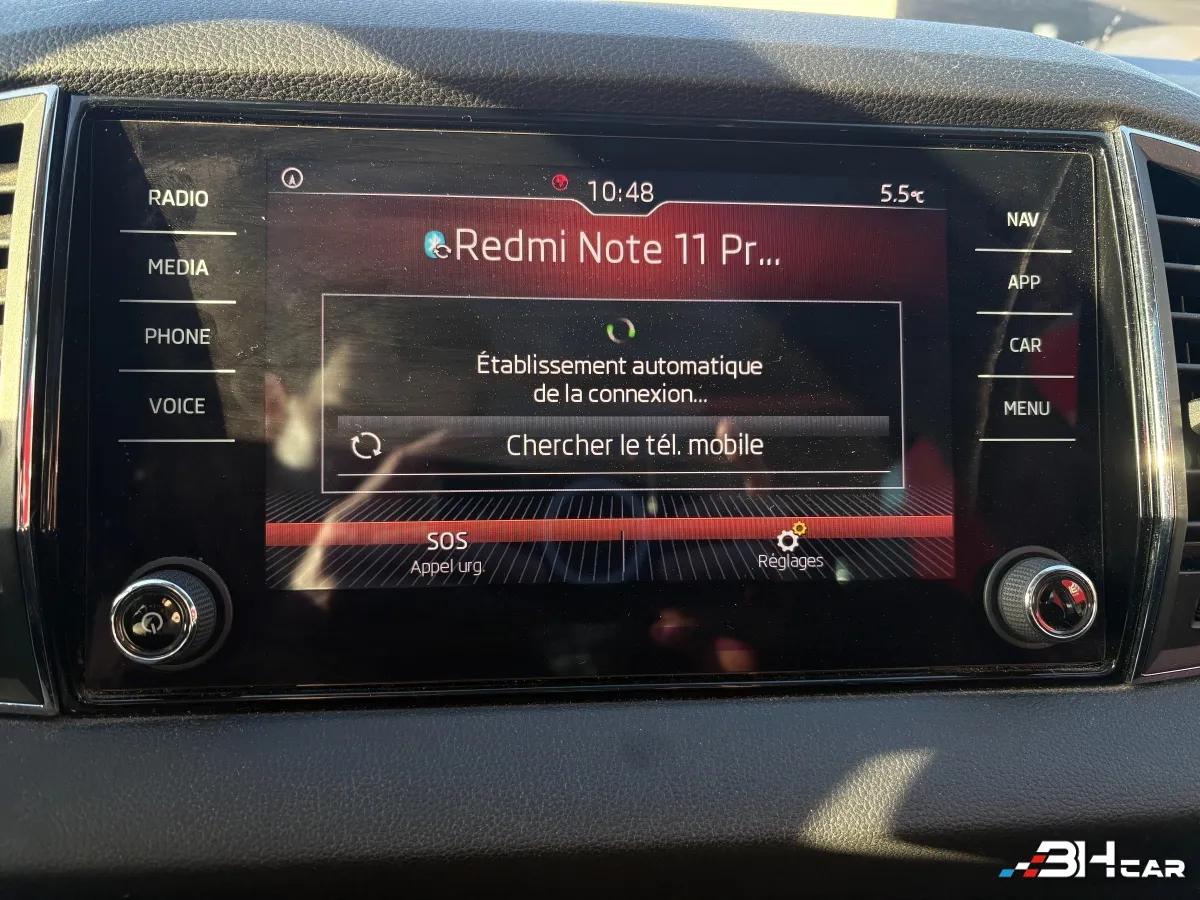 10:48
5.5°C
RADIO
MEDIA
PHONE
VOICE
Redmi Note 11 Pr...
Établissement automatique
de la connexion...
Chercher le tél. mobile
SOS
Appel urg.
Réglages
NAV
APP
CAR
MENU
3HCAR